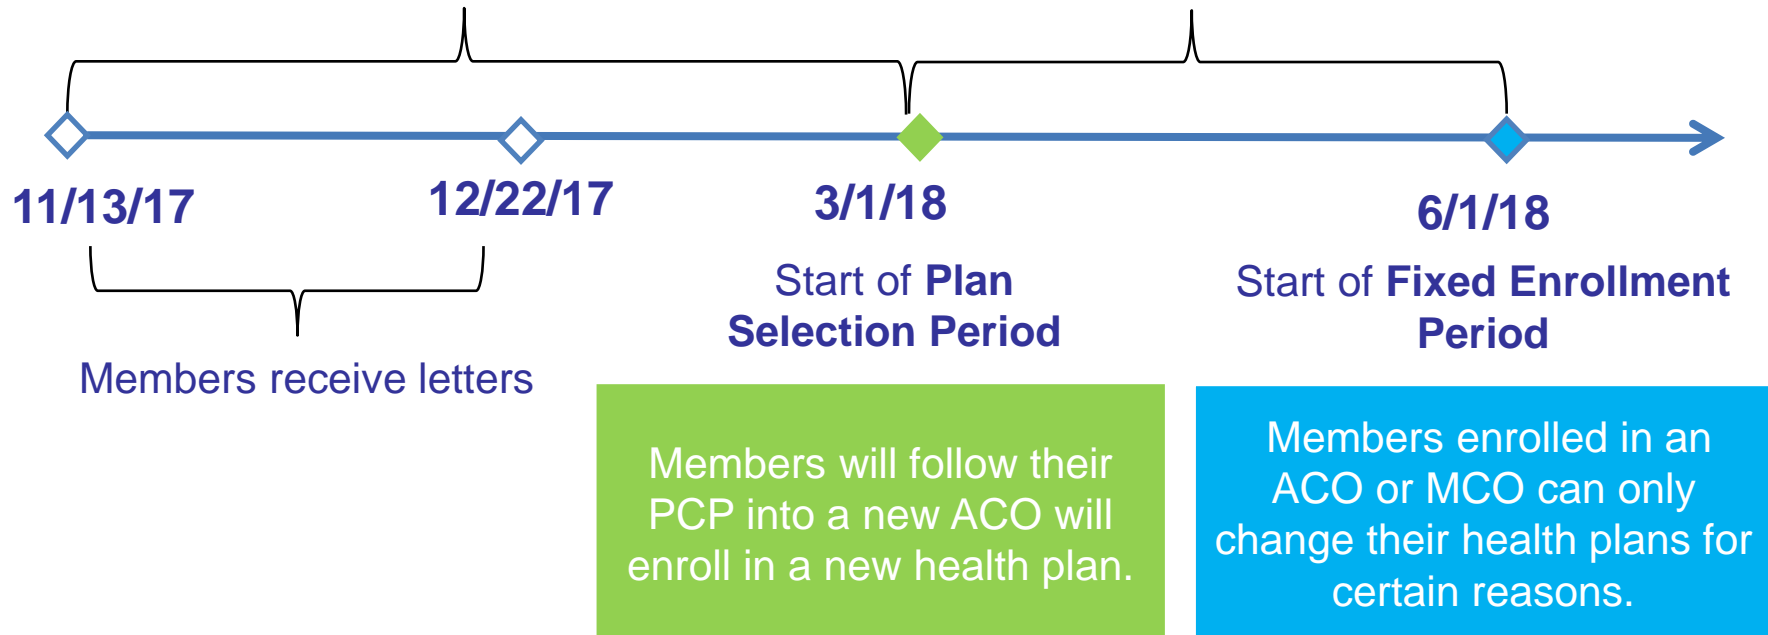 11/13/17
12/22/17
3/1/18
6/1/18
Members receive letters
Start of Plan
Selection Period
Start of Fixed Enrollment
Period
Members will follow their
PCP into a new ACO will
enroll in a new health plan.
Members enrolled in an
ACO or MCO can only
change their health plans for
certain reasons.